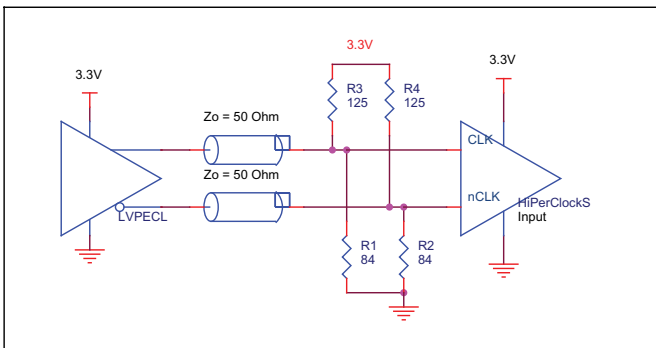 3.3V
3.3V
3.3V
R3
125
R4
125
Zo = 50 Ohm
CLK
Zo = 50 Ohm
nCLK
LVPECL
HiPerClockS
Input
R1
84
R2
84